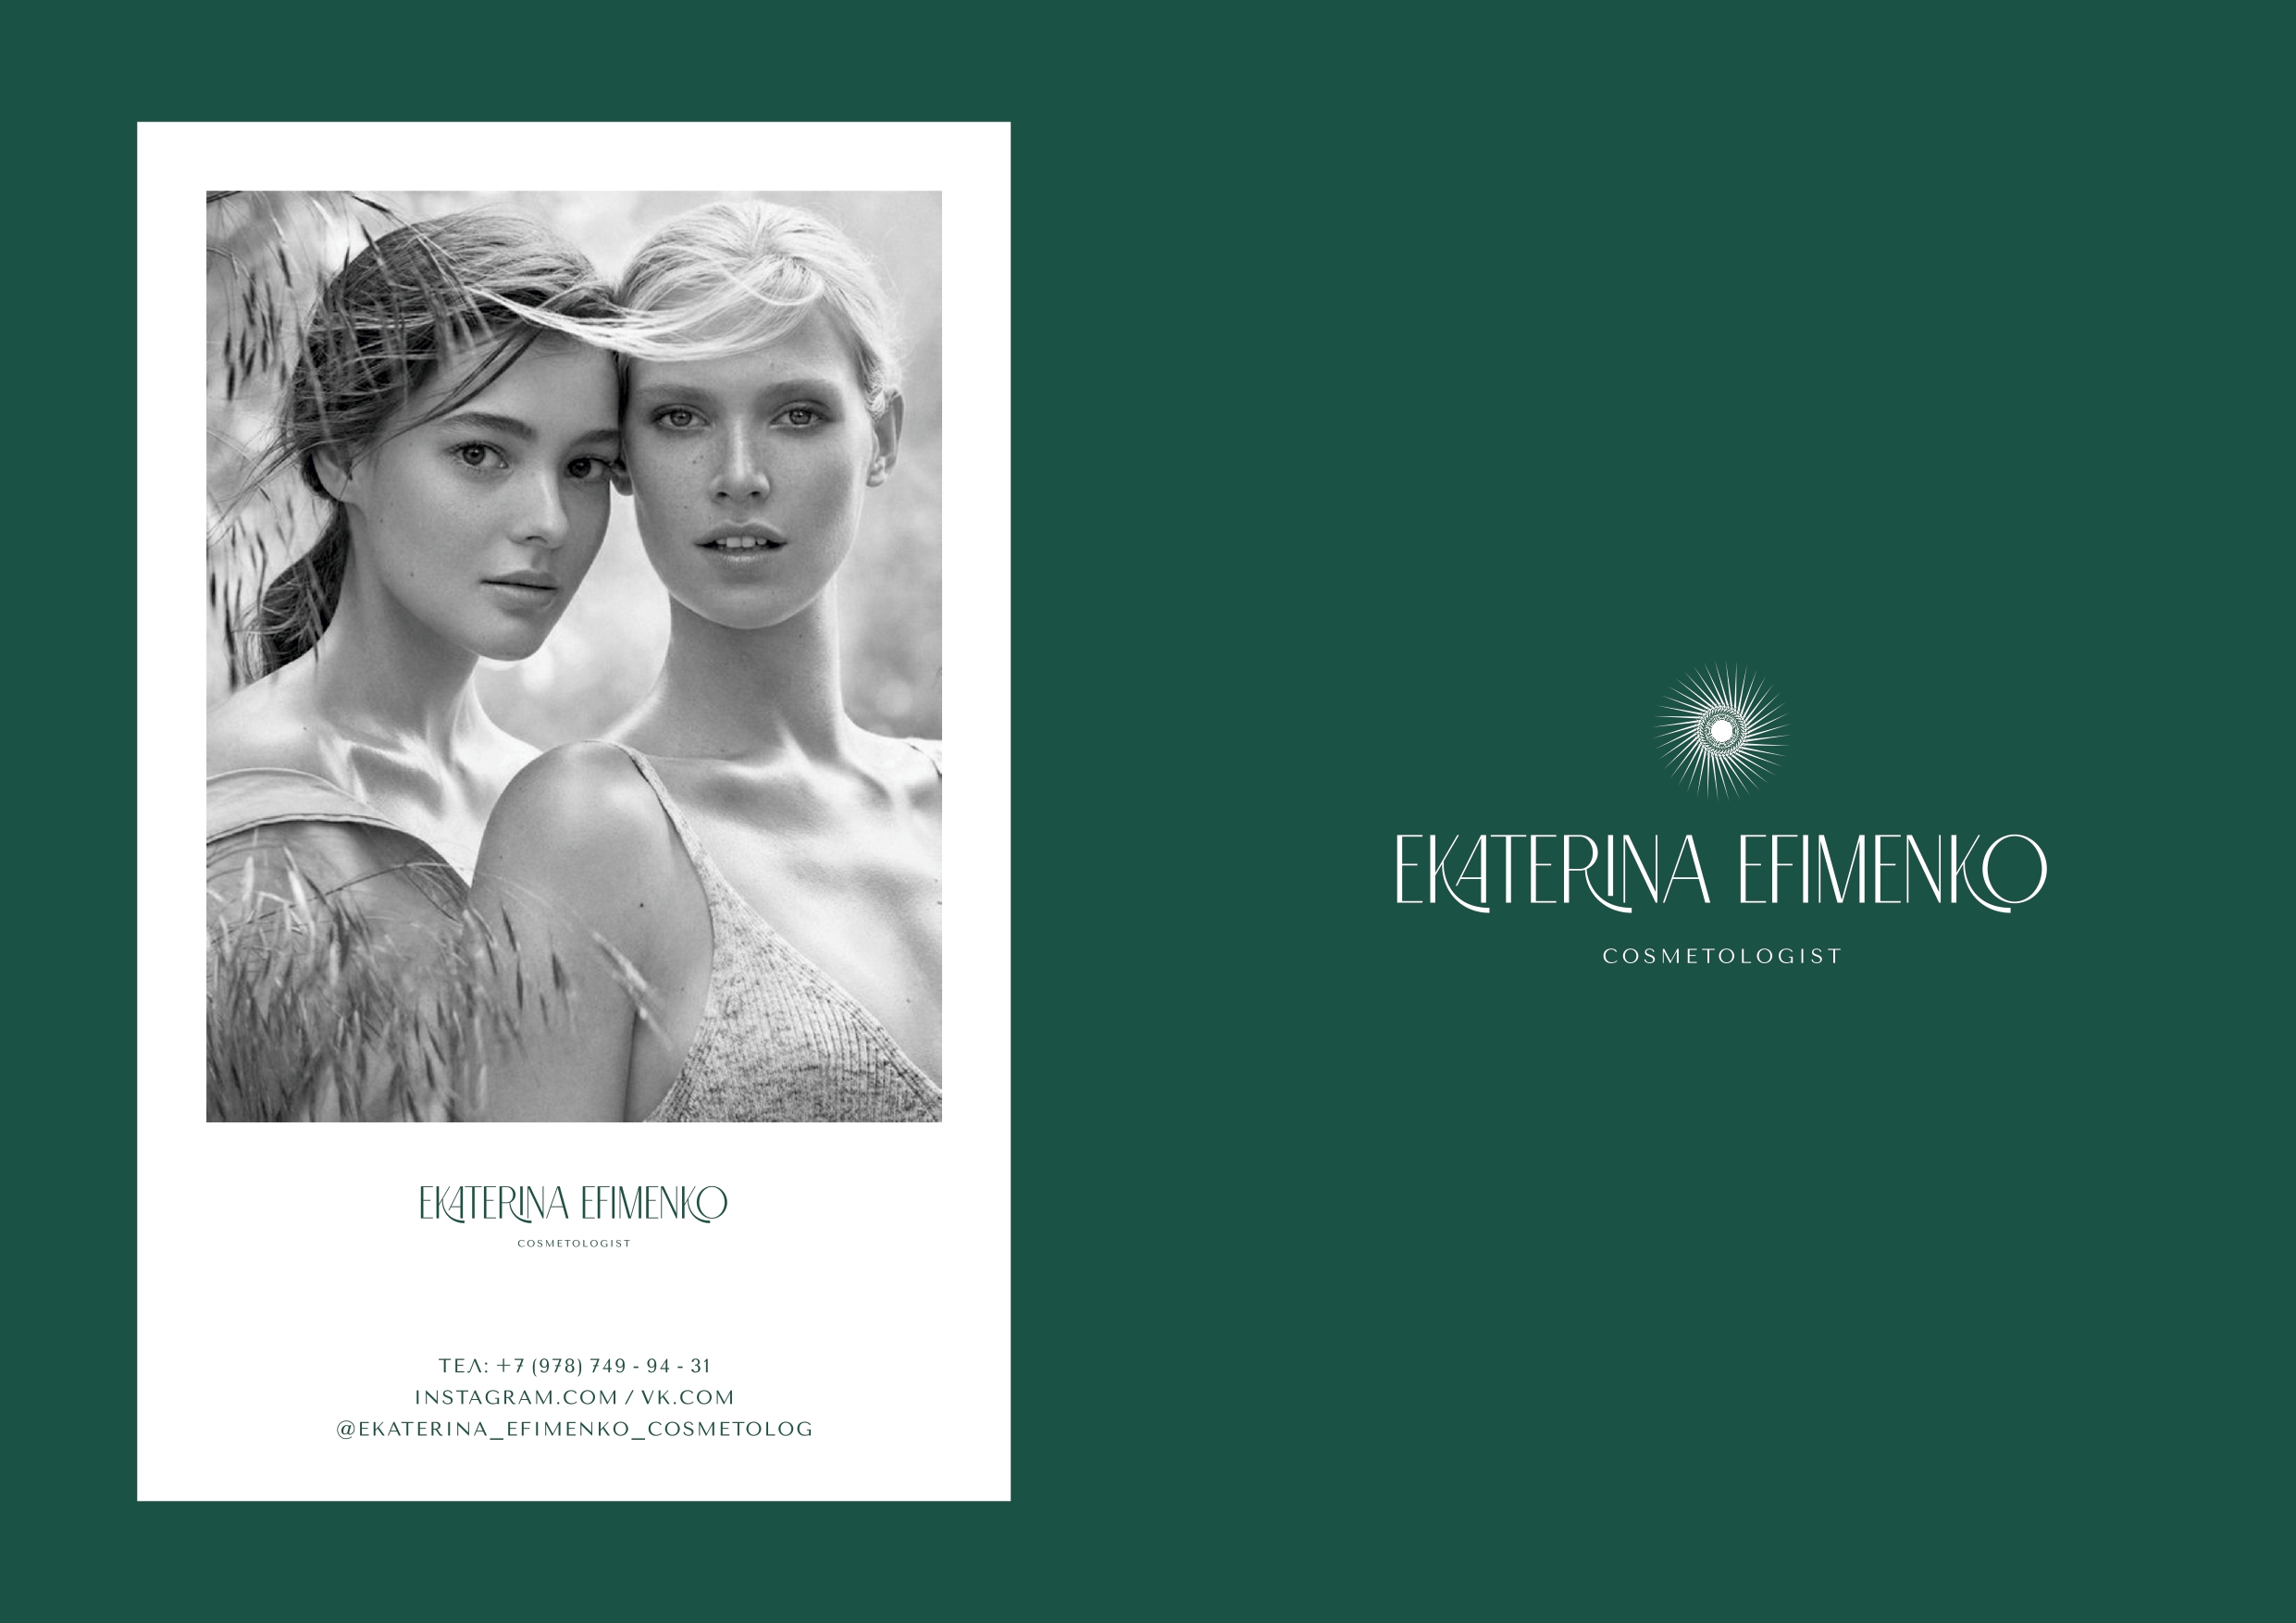 EKATERINA EFIMENKO
COSMETOLOGIST
ТЕЛ: +7 (978) 749 - 94 - 31
INSTAGRAM.COM / VK.COM
@EKATERINA_EFIMENKO_COSMETOLOG
EKATERINA EFIMENKO
COSMETOLOGIST